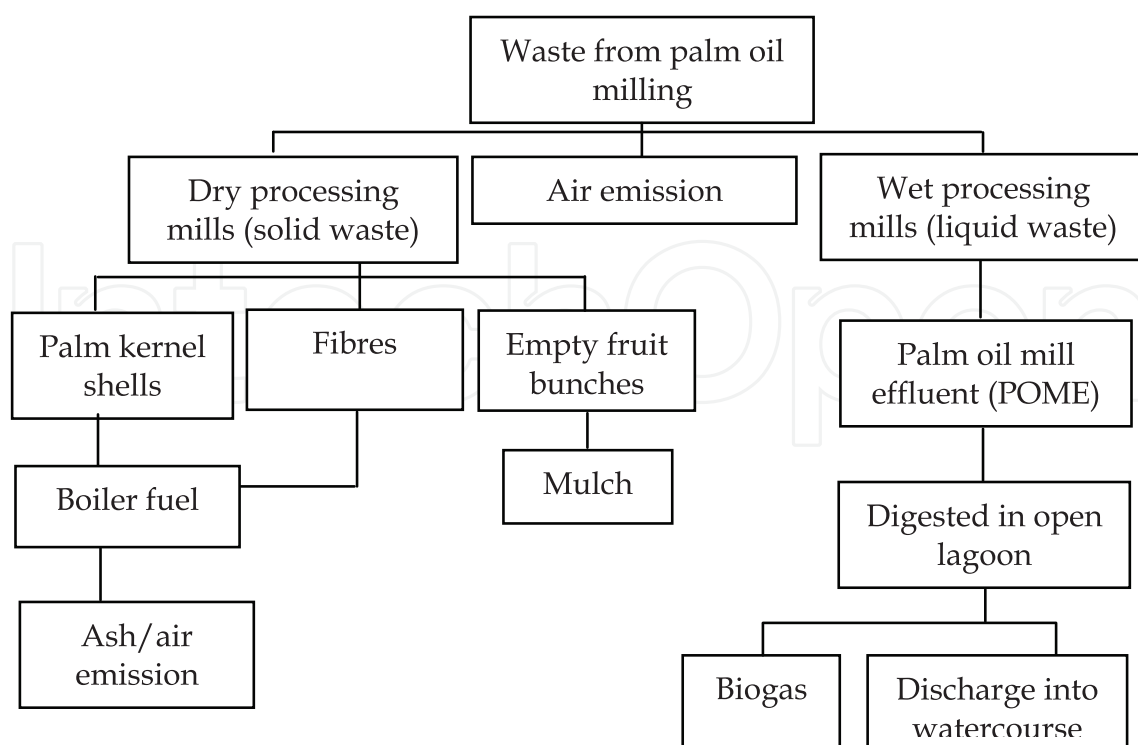 Waste from palm oil
milling
Dry processing
mills (solid waste)
Air emission
Wet processing
mills (liquid waste)
Palm kernel
shells
Fibres
Empty fruit
bunches
Palm oil mill
effluent (POME)
Boiler fuel
Mulch
Digested in open
lagoon
Ash/air
emission
Biogas
Discharge into
watercourse
IntechOpen